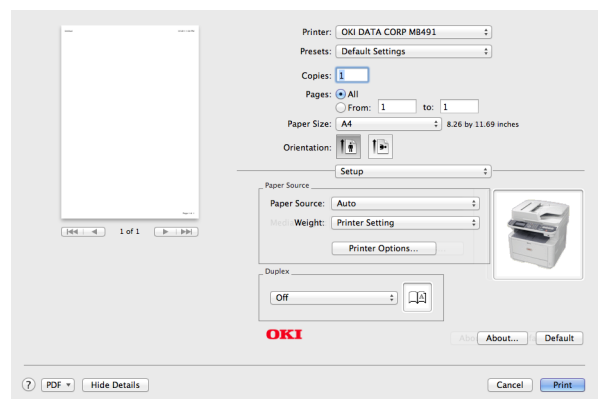 Printer: OKI DATA CORP MB491
Presets: Default Settings
Copies: 1
Pages: All
From: 1 to: 1
Paper Size: A4 8.26 by 11.69 inches
Orientation:
Setup
Paper Source
Paper Source: Auto
Weight: Printer Setting
Printer Options...
1 of 1
Duplex
Off
OKI
About... Default
? PDF Hide Details Cancel Print